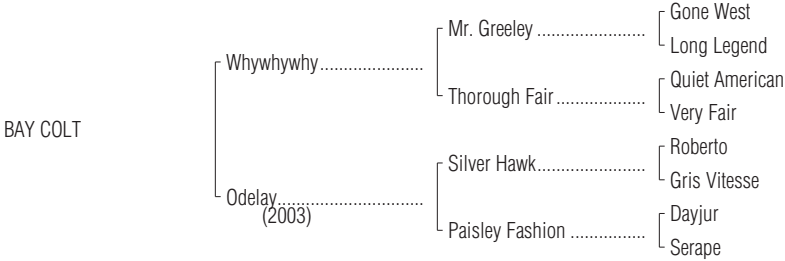 Gone West
Mr. Greeley ........................
Long Legend
Whywhywhy.......................
Quiet American
Thorough Fair....................
Very Fair
BAY COLT
Roberto
Silver Hawk........................
Gris Vitesse
Odelay................................
(2003)
Dayjur
Paisley Fashion .................
Serape